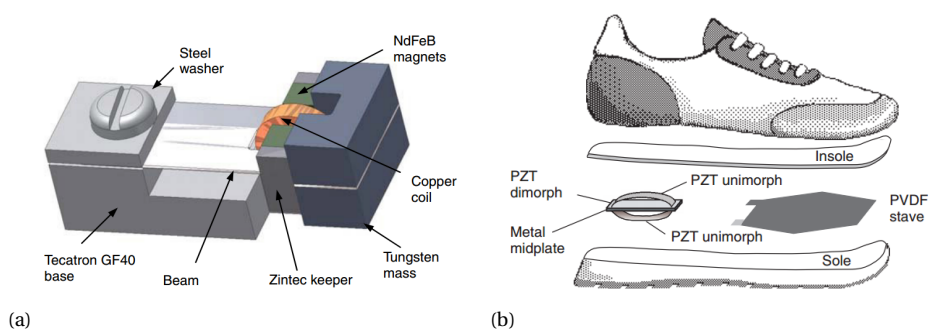 (a)
Steel
washer
NdFeB
magnets
Copper
coil
Tecatron GF40
base
Beam
Zintec keeper
Tungsten
mass
(b)
Insole
PZT
dimorph
PZT unimorph
Metal
midplate
PZT unimorph
PVDF
stave
Sole